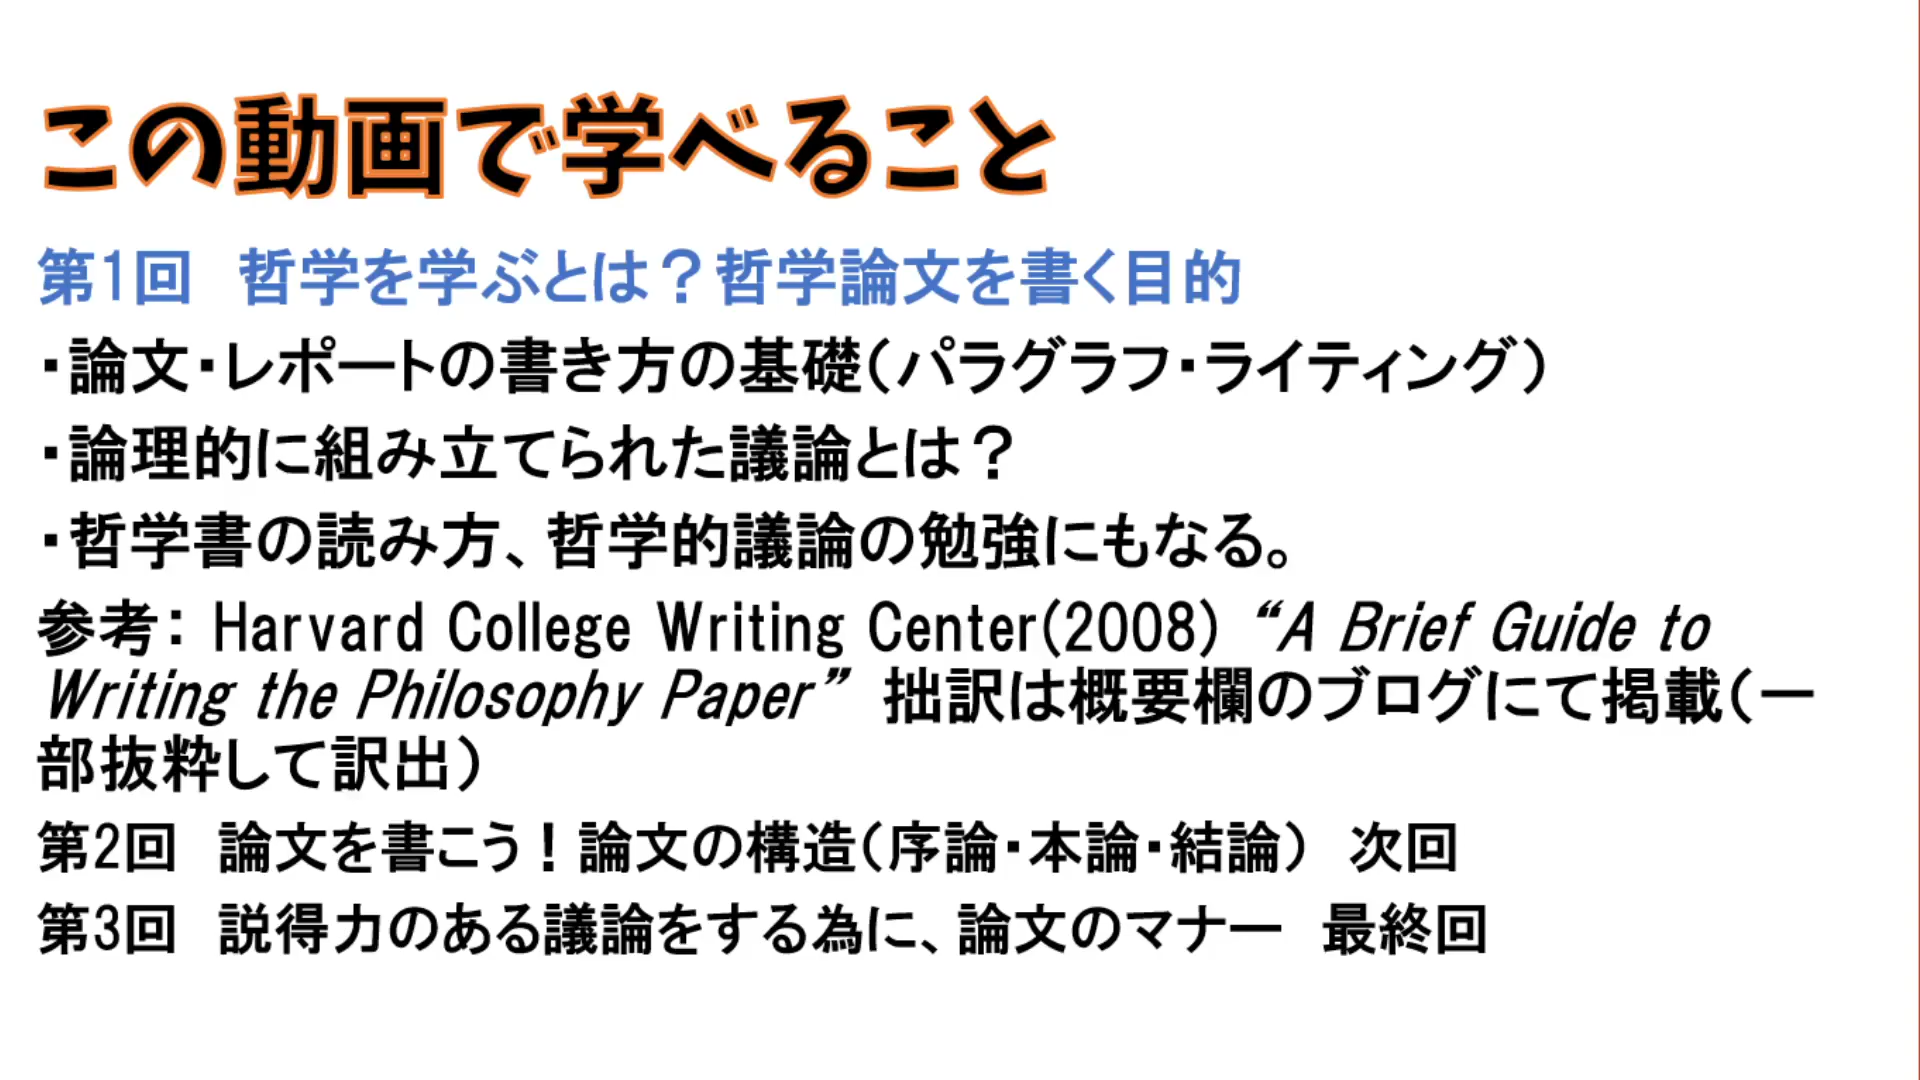 この動画で学べること
第1回　哲学を学ぶとは？哲学論文を書く目的
・論文・レポートの書き方の基礎（パラグラフ・ライティング）
・論理的に組み立てられた議論とは？
・哲学書の読み方、哲学的議論の勉強にもなる。
参考： Harvard College Writing Center(2008) “A Brief Guide to
Writing the Philosophy Paper” 拙訳は概要欄のブログにて掲載（一
部抜粋して訳出）
第2回　論文を書こう！論文の構造（序論・本論・結論）　次回
第3回　説得力のある議論をする為に、論文のマナー　最終回